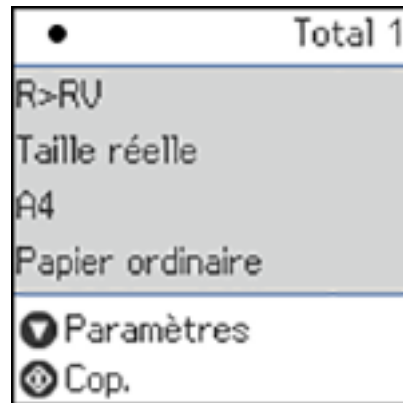 Total 1
R>RV
Taille réelle
A4
Papier ordinaire
Paramètres
Cop.